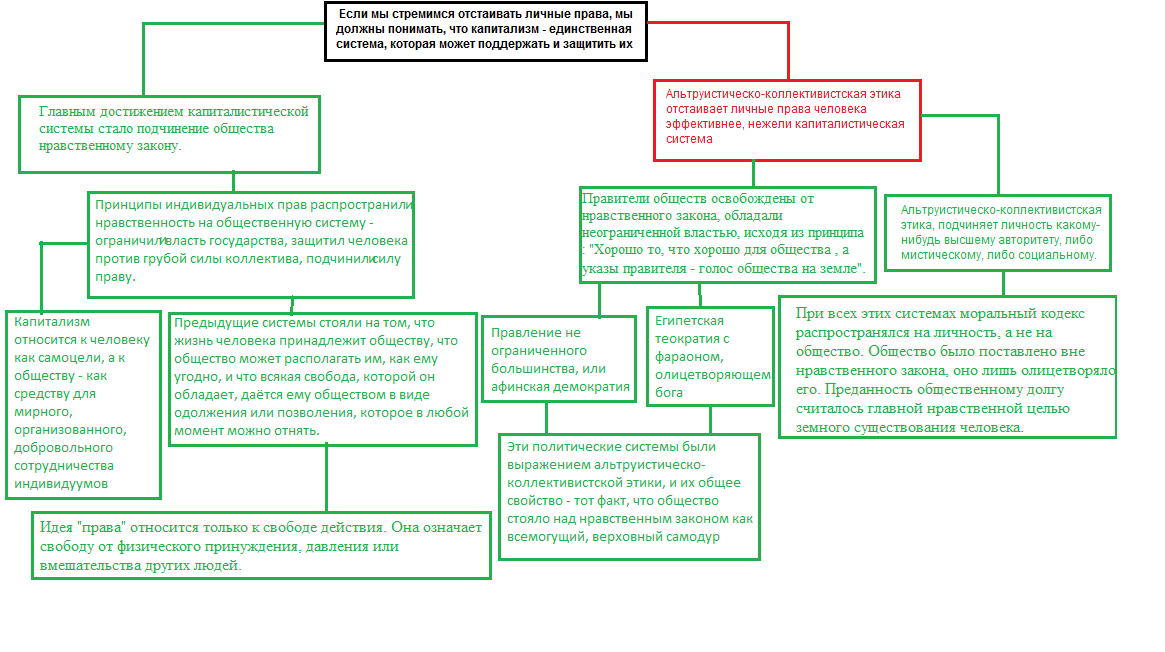 Если мы стремимся отстаивать личные права, мы
должны понимать, что капитализм - единственная
система, которая может поддержать и защитить их
Главным достижением капиталистической
системы стало подчинение общества
нравственному закону.
Альтруистическо-коллективистская этика
отстаивает личные права человека
эффективнее, нежели капиталистическая
система
Принципы индивидуальных прав распространили
нравственность на общественную систему -
ограничили власть государства, защитил человека
против грубой силы коллектива, подчинили силу
праву.
Правители обществ освобождены от
нравственного закона, обладали
неограниченной властью, исходя из принципа
: "Хорошо то, что хорошо для общества , а
указы правителя - голос общества на земле".
Альтруистическо-коллективистская
этика, подчиняет личность какому-
нибудь высшему авторитету, либо
мистическому, либо социальному.
Капитализм
относится к человеку
как самоцели, а к
обществу - как
средству для
мирного,
организованного,
добровольного
сотрудничества
индивидуумов
Предыдущие системы стояли на том, что
жизнь человека принадлежит обществу, что
общество может располагать им, как ему
угодно, и что всякая свобода, которой он
обладает, даётся ему обществом в виде
одолжения или позволения, которое в любой
момент можно отнять.
Правление не
ограниченного
большинства, или
афинская демократия
Египетская
теократия с
фараоном,
олицетворяющем
бога
При всех этих системах моральный кодекс
распространялся на личность, а не на
общество. Общество было поставлено вне
нравственного закона, оно лишь олицетворяло
его. Преданность общественному долгу
считалось главной нравственной целью
земного существования человека.
Эти политические системы были
выражением альтруистическо-
коллективистской этики, и их общее
свойство - тот факт, что общество
стояло над нравственным законом как
всемогущий, верховный самодур
Идея "права" относится только к свободе действия. Она означает
свободу от физического принуждения, давления или
вмешательства других людей.